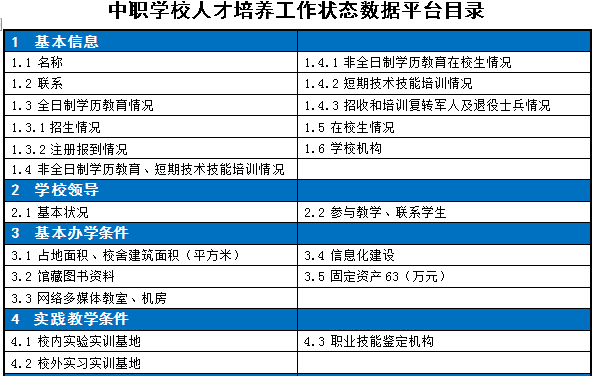 中职学校人才培养工作状态数据平台目录
1 基本信息
1.1 名称
1.4.1 非全日制学历教育在校生情况
1.2 联系
1.4.2 短期技术技能培训情况
1.3 全日制学历教育情况
1.4.3 招收和培训复转军人及退役士兵情况
1.3.1 招生情况
1.5 在校生情况
1.3.2 注册报到情况
1.6 学校机构
1.4 非全日制学历教育、短期技术技能培训情况
2 学校领导
2.1 基本状况
2.2 参与教学、联系学生
3 基本办学条件
3.1 占地面积、校舍建筑面积（平方米）
3.4 信息化建设
3.2 馆藏图书资料
3.5 固定资产63（万元）
3.3 网络多媒体教室、机房
4 实践教学条件
4.1 校内实验实训基地
4.3 职业技能鉴定机构
4.2 校外实习实训基地